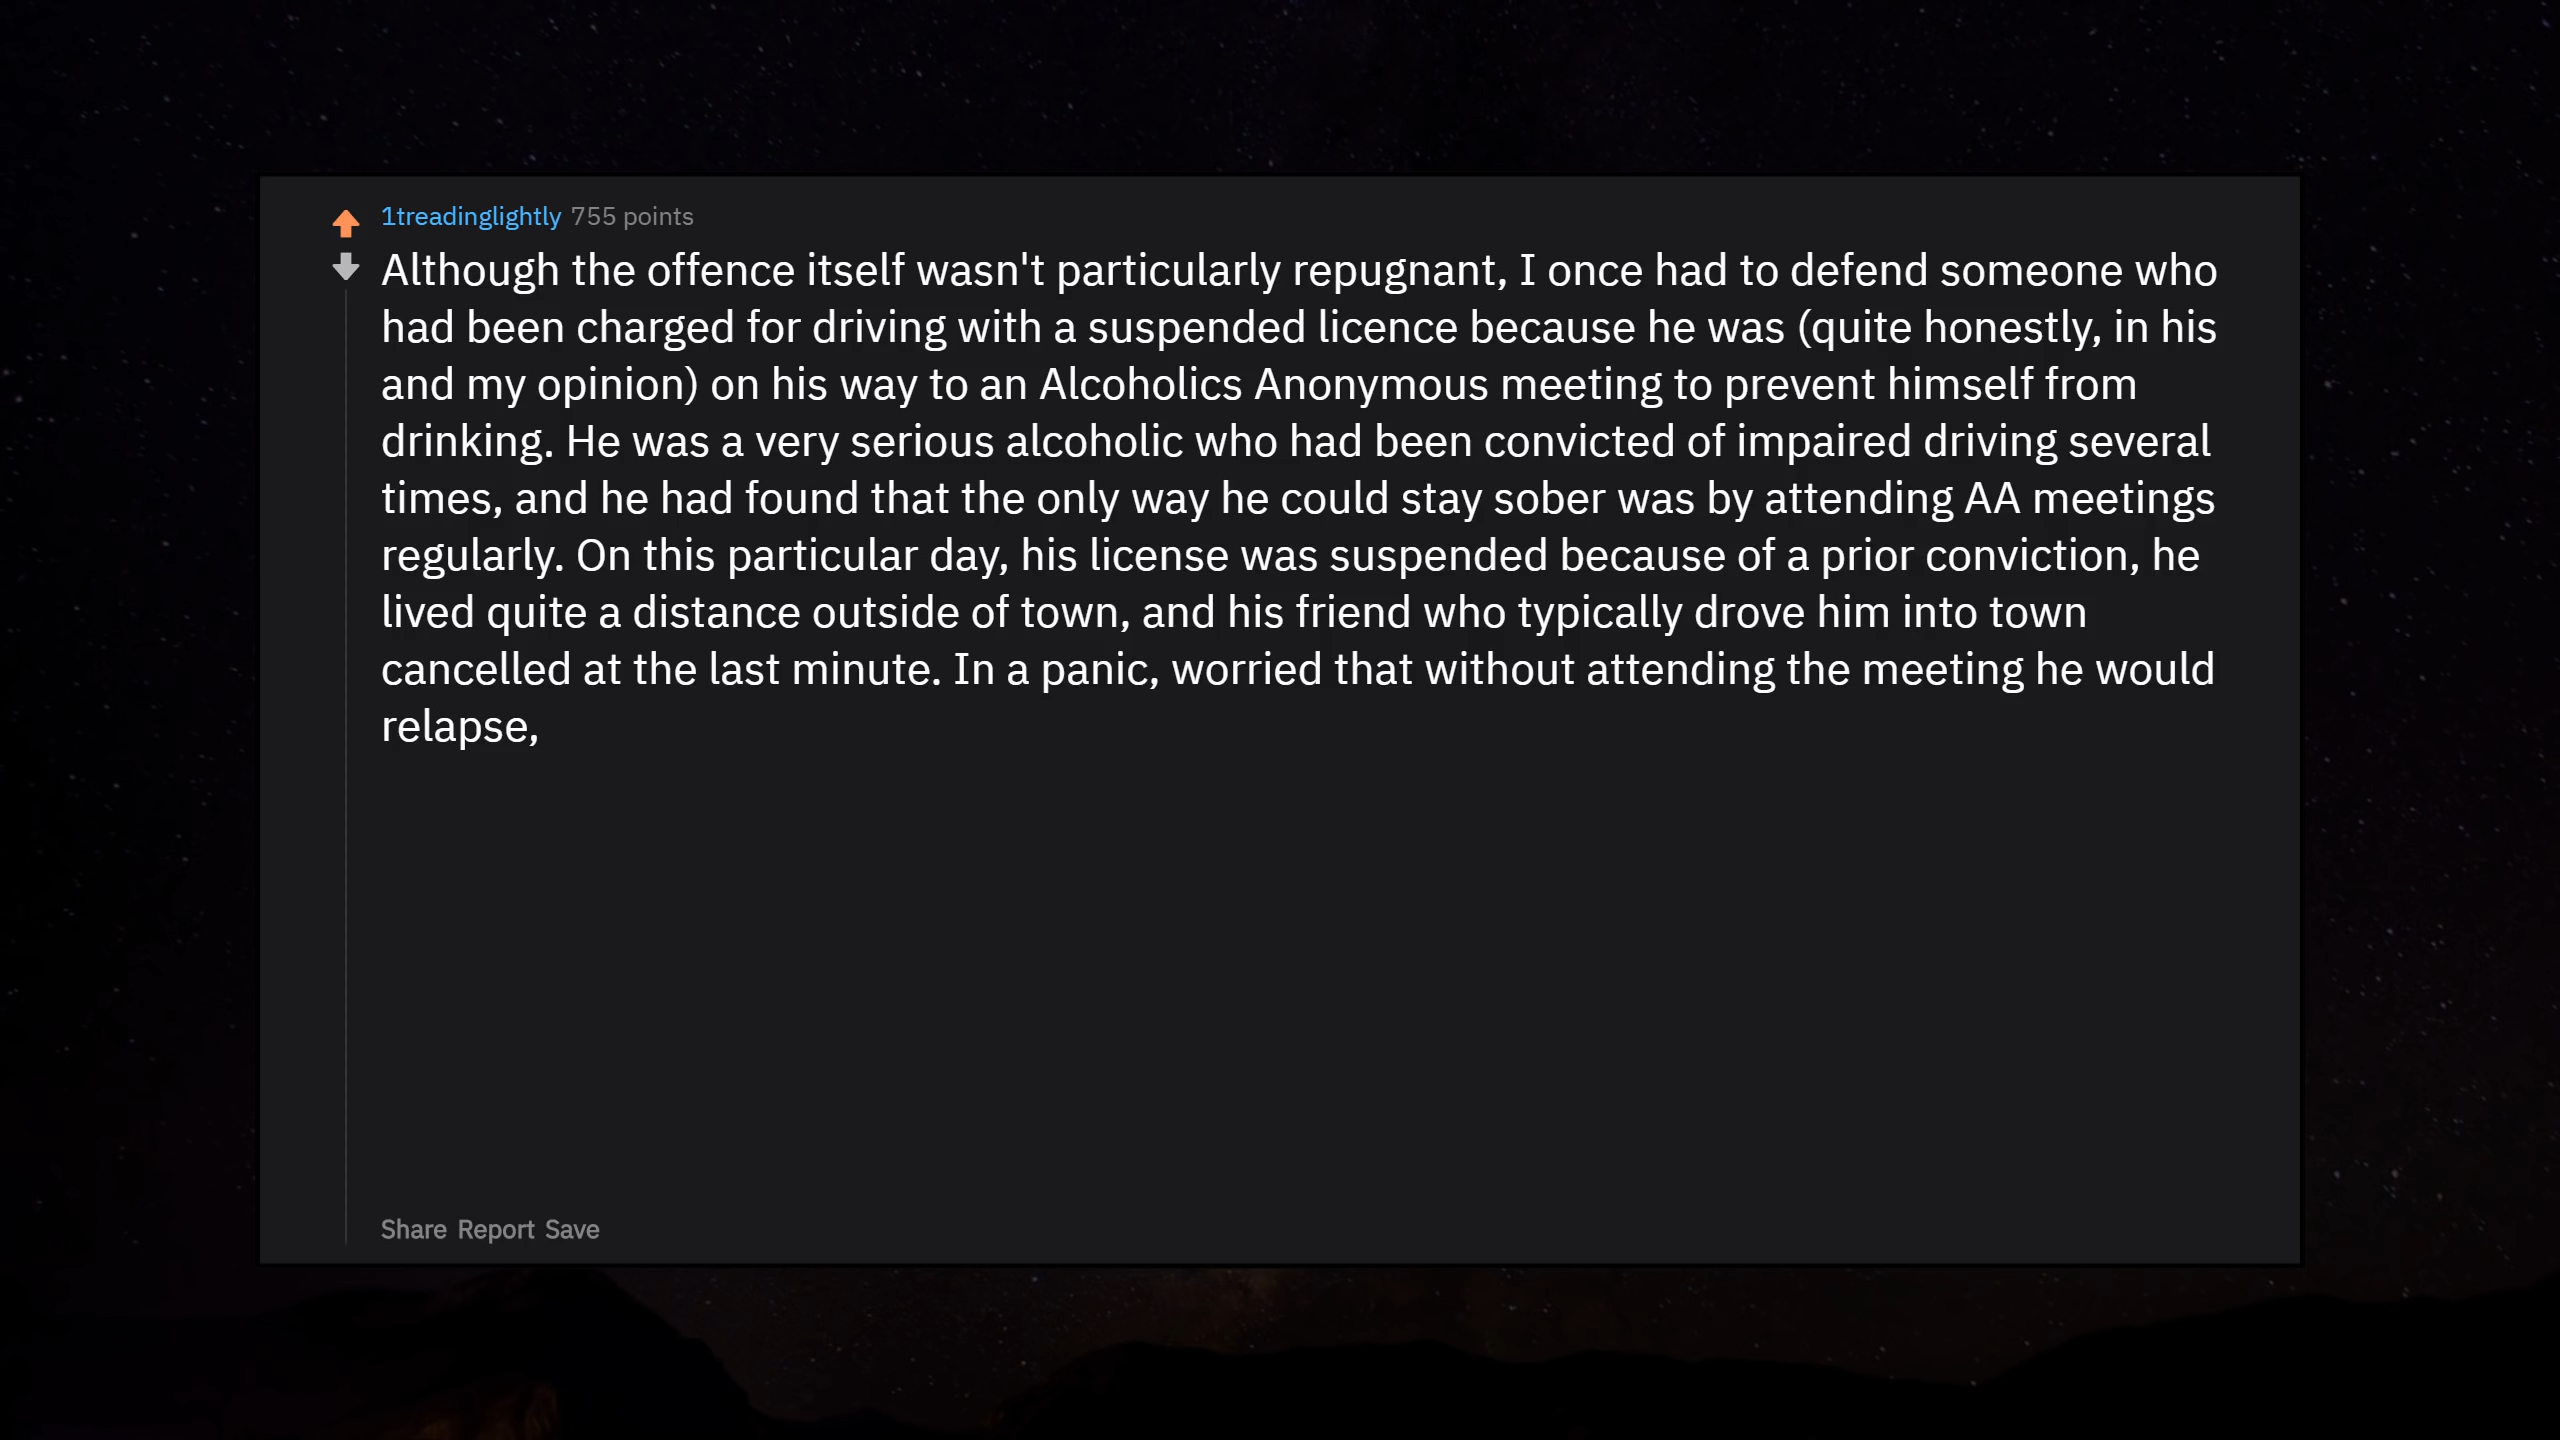 1treadinglightly 755 points
Although the offence itself wasn't particularly repugnant, I once had to defend someone who
had been charged for driving with a suspended licence because he was (quite honestly, in his
and my opinion) on his way to an Alcoholics Anonymous meeting to prevent himself from
drinking. He was a very serious alcoholic who had been convicted of impaired driving several
times, and he had found that the only way he could stay sober was by attending AA meetings
regularly. On this particular day, his license was suspended because of a prior conviction, he
lived quite a distance outside of town, and his friend who typically drove him into town
cancelled at the last minute. In a panic, worried that without attending the meeting he would
relapse,
Share Report Save